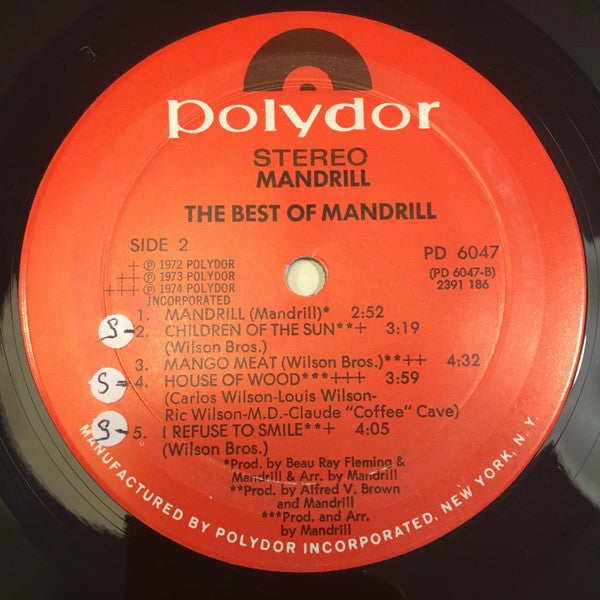 polydor
STEREO
MANDRILL
THE BEST OF MANDRILL
SIDE 2
PD 6047
(PD 6047-B)
2391 186
+ ℗ 1972 POLYDOR
++ ℗ 1973 POLYDOR
+++ ℗ 1974 POLYDOR
INCORPORATED
1. MANDRILL (Mandrill)* 2:52
S-2. CHILDREN OF THE SUN**+ 3:19
(Wilson Bros.)
3. MANGO MEAT (Wilson Bros.)**++ 4:32
S-4. HOUSE OF WOOD***+++ 3:59
(Carlos Wilson-Louis Wilson-
Ric Wilson-M.D.-Claude "Coffee" Cave)
S-5. I REFUSE TO SMILE**+ 4:05
(Wilson Bros.)
*Prod. by Beau Ray Fleming &
Mandrill & Arr. by Mandrill
**Prod. by Alfred V. Brown
and Mandrill
***Prod. and Arr.
by Mandrill
MANUFACTURED BY POLYDOR INCORPORATED, NEW YORK, N.Y.